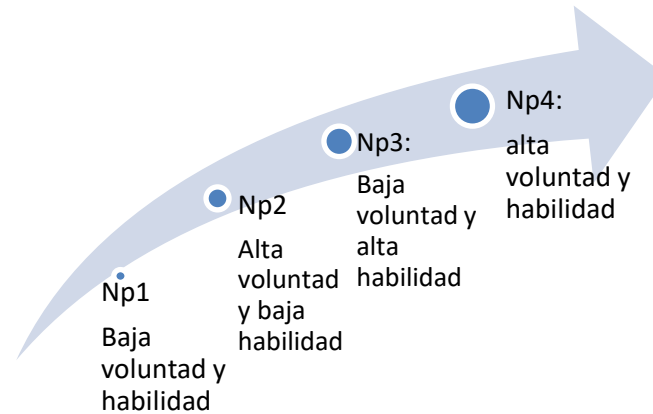 Np1
Baja
voluntad y
habilidad
Np2
Alta
voluntad
y baja
habilidad
Np3:
Baja
voluntad y
alta
habilidad
Np4:
alta
voluntad y
habilidad